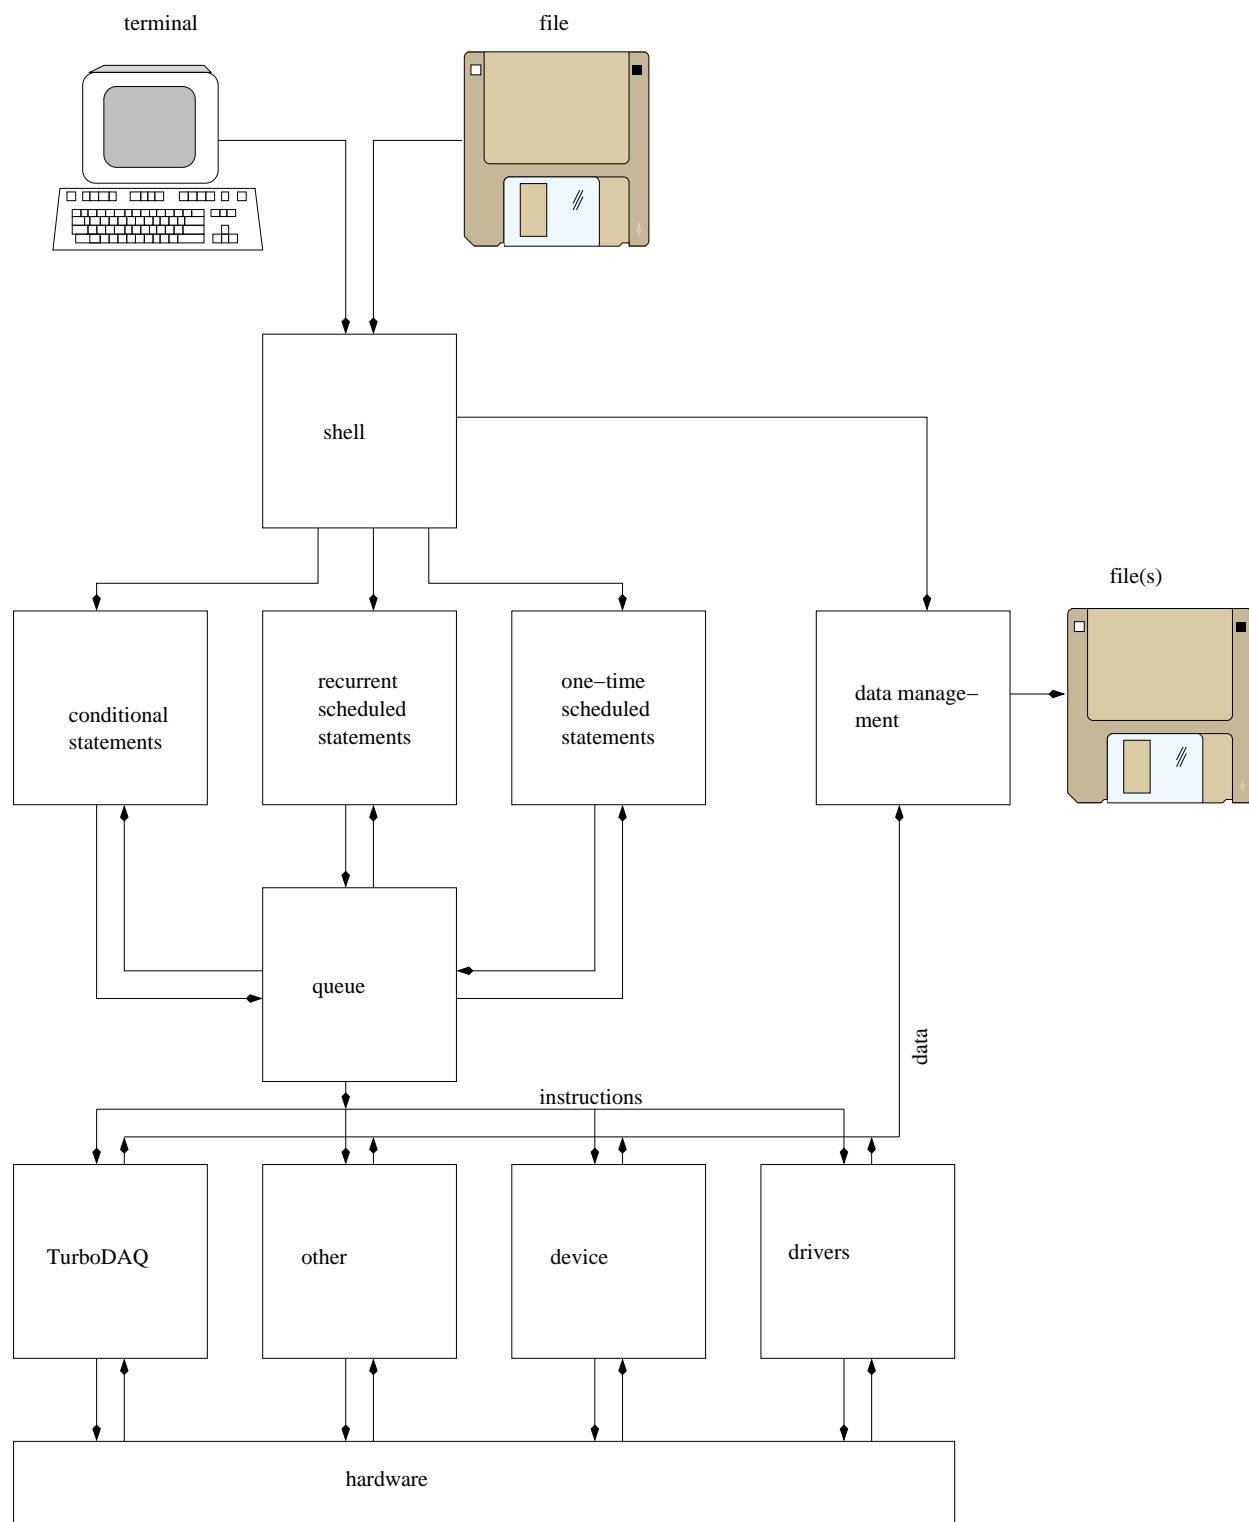 terminal
file
shell
file(s)
conditional
statements
recurrent
scheduled
statements
one−time
scheduled
statements
data manage−
ment
queue
data
instructions
TurboDAQ
other
device
drivers
hardware